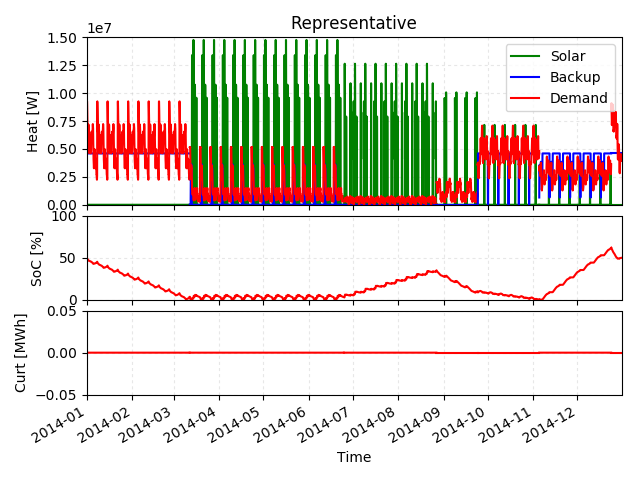 Representative
1e7
1.50
1.25
1.00
0.75
0.50
0.25
0.00
Heat [W]
Solar
Backup
Demand
100
50
0
SoC [%]
0.05
0.00
−0.05
Curt [MWh]
2014-01
2014-02
2014-03
2014-04
2014-05
2014-06
2014-07
2014-08
2014-09
2014-10
2014-11
2014-12
Time